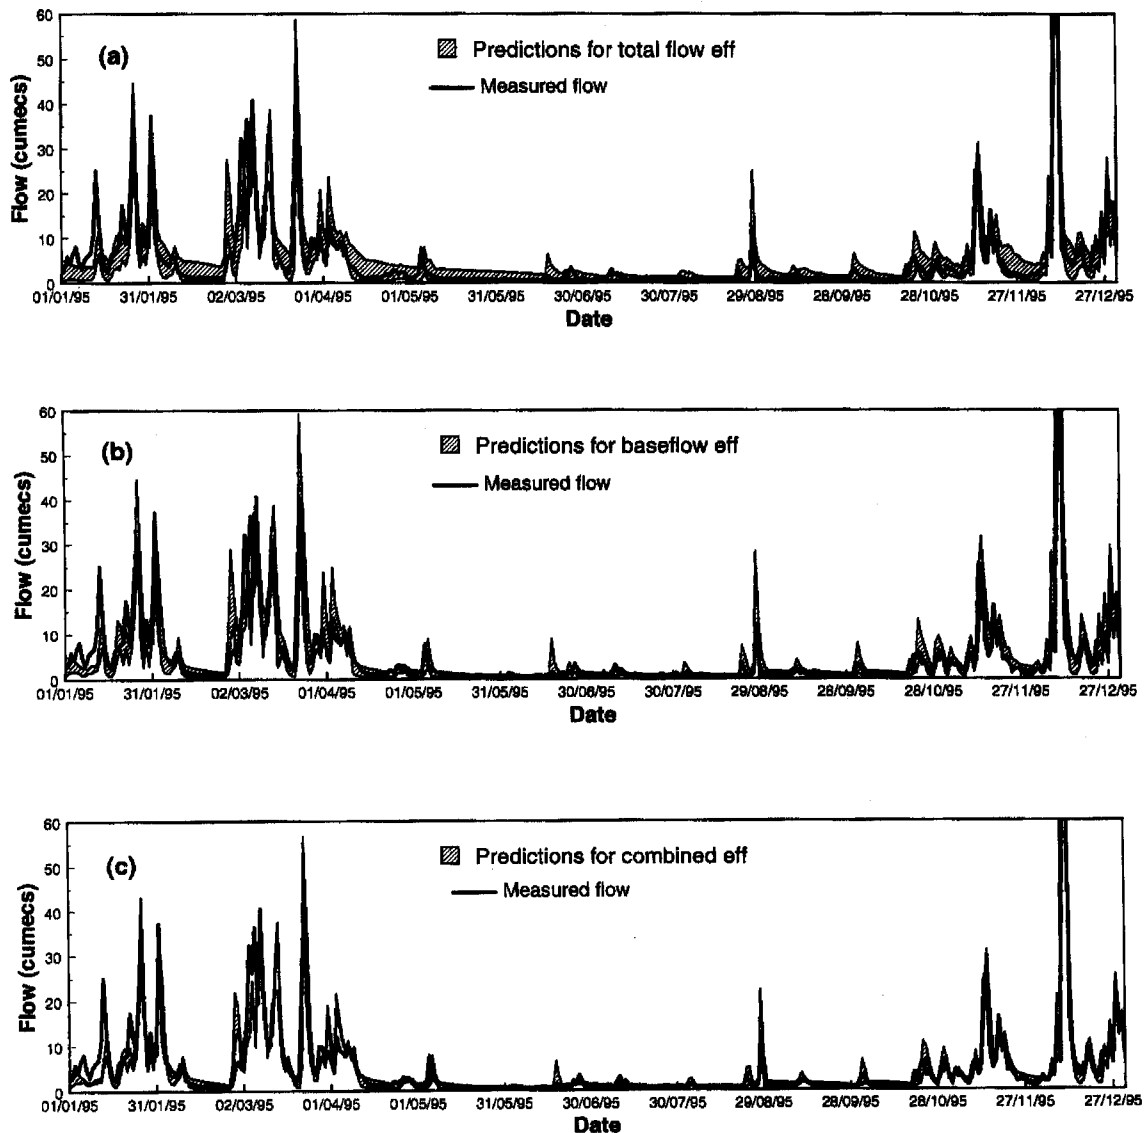 60
(a)
Predictions for total flow eff
50
Measured flow
40
30
20
10
0
Flow (cumecs)
01/01/95 31/01/95 02/03/95 01/04/95 01/05/95 31/05/95 30/06/95 30/07/95 29/08/95 28/09/95 28/10/95 27/11/95 27/12/95
Date
60
(b)
Predictions for baseflow eff
50
Measured flow
40
30
20
10
0
Flow (cumecs)
01/01/95 31/01/95 02/03/95 01/04/95 01/05/95 31/05/95 30/06/95 30/07/95 29/08/95 28/09/95 28/10/95 27/11/95 27/12/95
Date
60
(c)
Predictions for combined eff
50
Measured flow
40
30
20
10
0
Flow (cumecs)
01/01/95 31/01/95 02/03/95 01/04/95 01/05/95 31/05/95 30/06/95 30/07/95 29/08/95 28/09/95 28/10/95 27/11/95 27/12/95
Date